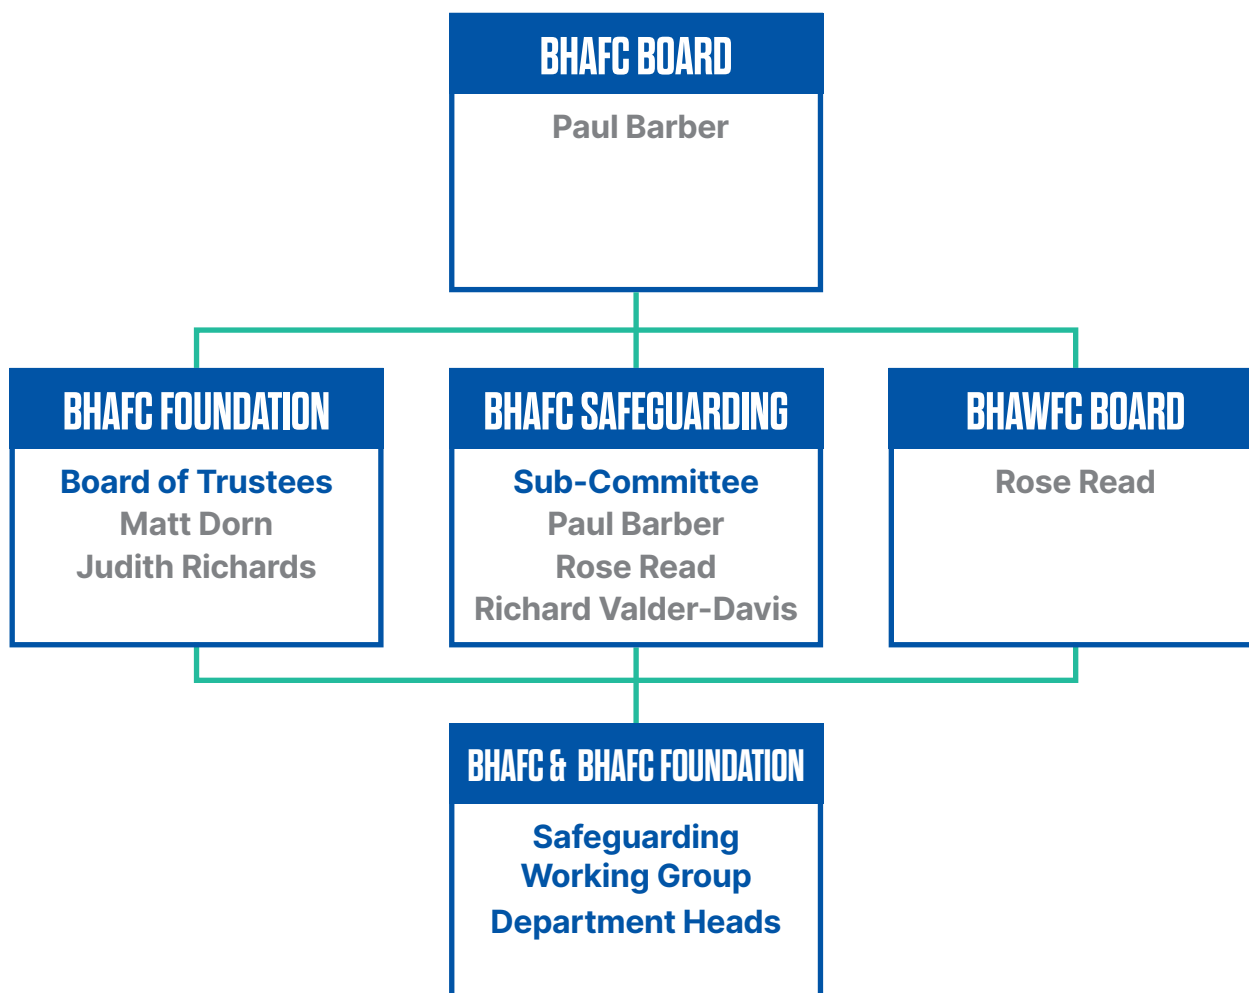 BHAFC BOARD
Paul Barber
BHAFC FOUNDATION
Board of Trustees
Matt Dorn
Judith Richards
BHAFC SAFEGUARDING
Sub-Committee
Paul Barber
Rose Read
Richard Valder-Davis
BHAWFC BOARD
Rose Read
BHAFC & BHAFC FOUNDATION
Safeguarding
Working Group
Department Heads